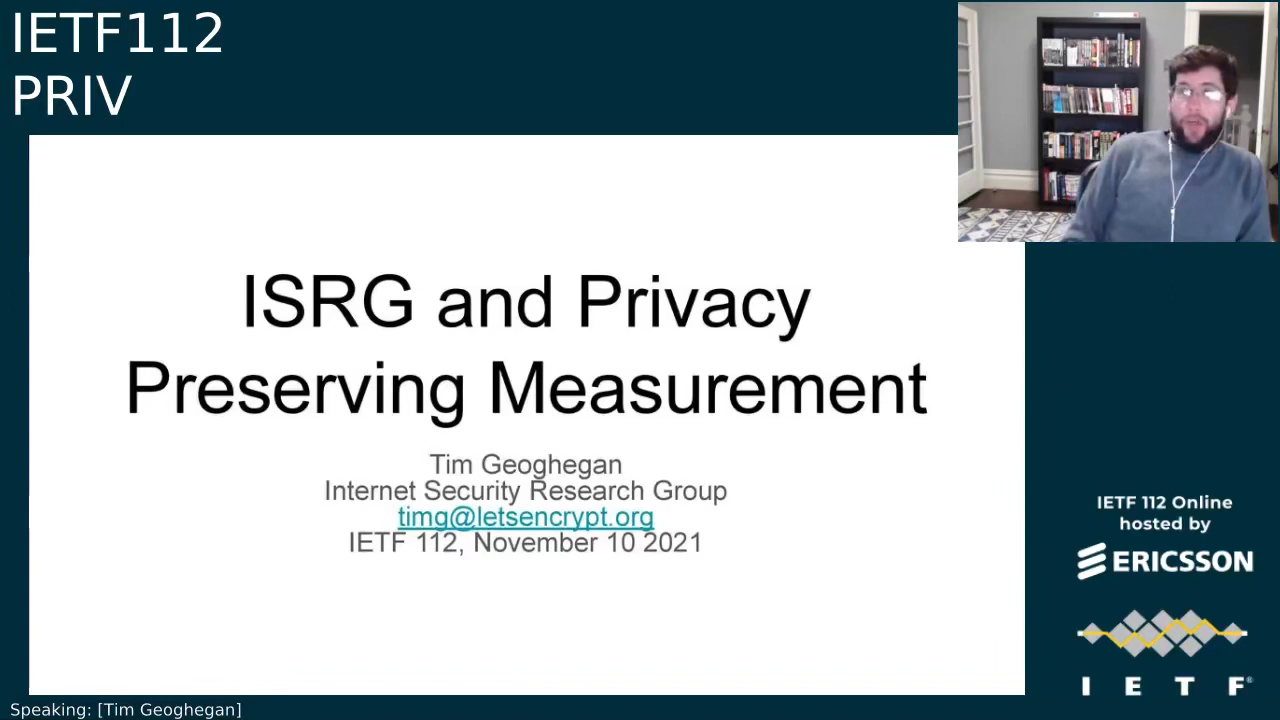 IETF112
PRIV
ISRG and Privacy
Preserving Measurement
Tim Geoghegan
Internet Security Research Group
timg@letsencrypt.org
IETF 112, November 10 2021
IETF 112 Online
hosted by
ERICSSON
I E T F®
Speaking: [Tim Geoghegan]